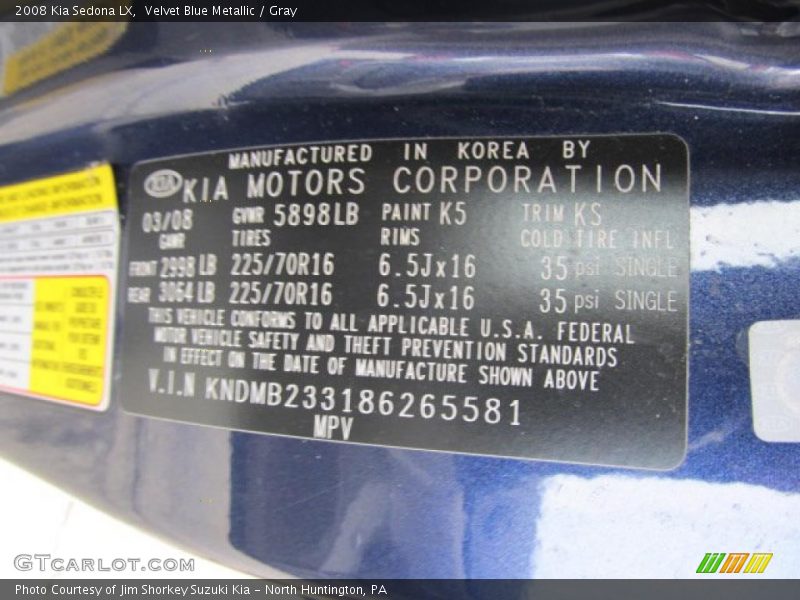 2008 Kia Sedona LX,  Velvet Blue Metallic / Gray
MANUFACTURED IN KOREA BY
KIA KIA MOTORS CORPORATION
03/08 GVWR 5898LB PAINT K5 TRIM KS
GAWR TIRES RIMS COLD TIRE INFL
FRONT 2998 LB 225/70R16 6.5Jx16 35 psi SINGLE
REAR 3064 LB 225/70R16 6.5Jx16 35 psi SINGLE
THIS VEHICLE CONFORMS TO ALL APPLICABLE U.S.A. FEDERAL
MOTOR VEHICLE SAFETY AND THEFT PREVENTION STANDARDS
IN EFFECT ON THE DATE OF MANUFACTURE SHOWN ABOVE
V.I.N KNDMB233186265581
MPV
GTCARLOT.COM
Photo Courtesy of Jim Shorkey Suzuki Kia - North Huntington, PA